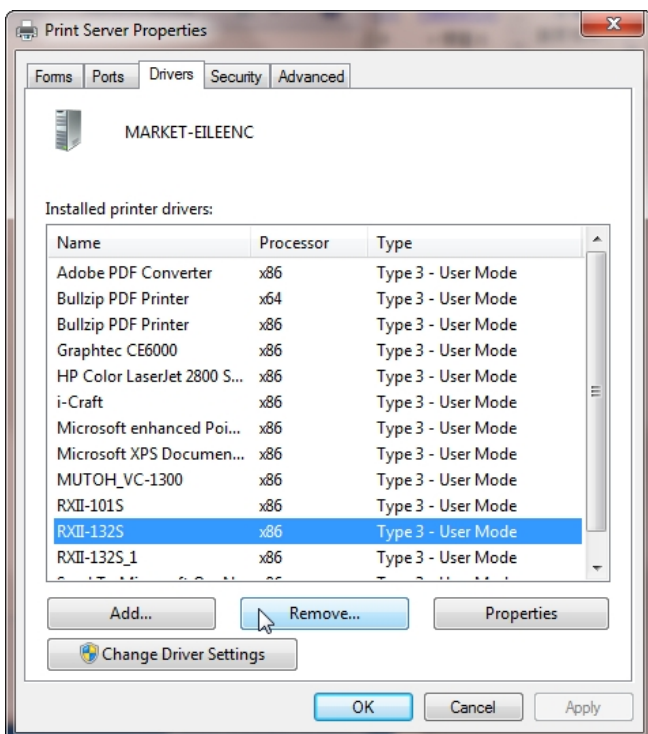 Print Server Properties
Forms Ports Drivers Security Advanced
MARKET-EILEENC
Installed printer drivers:
Name Processor Type
Adobe PDF Converter x86 Type 3 - User Mode
Bullzip PDF Printer x64 Type 3 - User Mode
Bullzip PDF Printer x86 Type 3 - User Mode
Graphtec CE6000 x86 Type 3 - User Mode
HP Color LaserJet 2800 S... x86 Type 3 - User Mode
i-Craft x86 Type 3 - User Mode
Microsoft enhanced Poi... x86 Type 3 - User Mode
Microsoft XPS Documen... x86 Type 3 - User Mode
MUTOH_VC-1300 x86 Type 3 - User Mode
RXII-101S x86 Type 3 - User Mode
RXII-132S x86 Type 3 - User Mode
RXII-132S_1 x86 Type 3 - User Mode
Add... Remove... Properties
Change Driver Settings
OK Cancel Apply